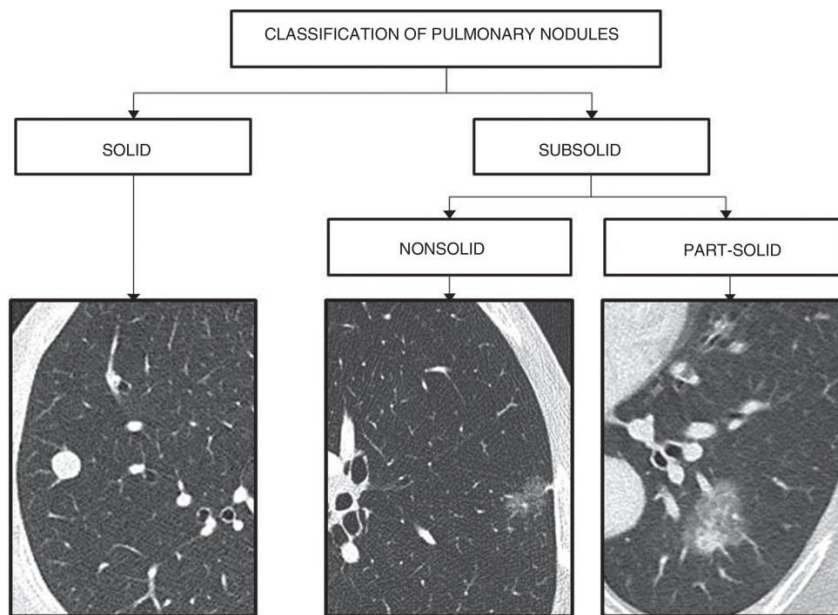 CLASSIFICATION OF PULMONARY NODULES
SOLID
SUBSOLID
NONSOLID
PART-SOLID